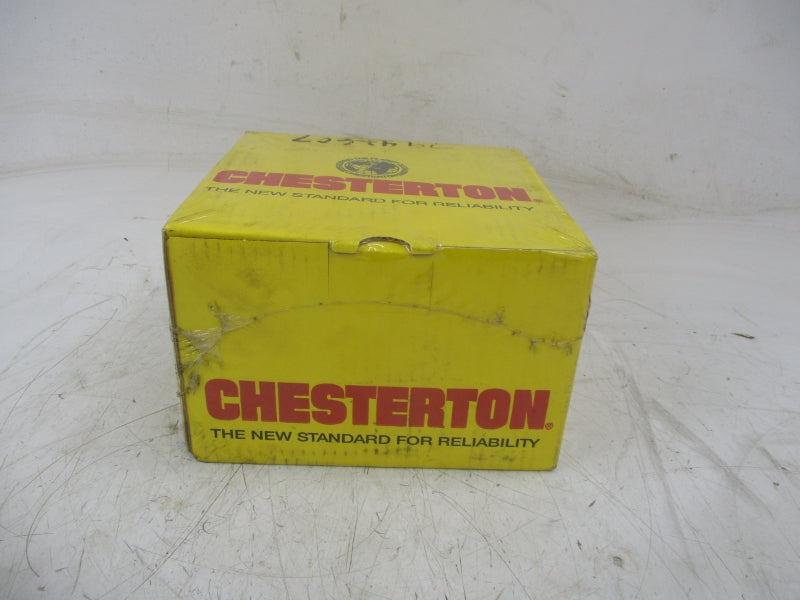 CHESTERTON®
THE NEW STANDARD FOR RELIABILITY
CHESTERTON®
THE NEW STANDARD FOR RELIABILITY